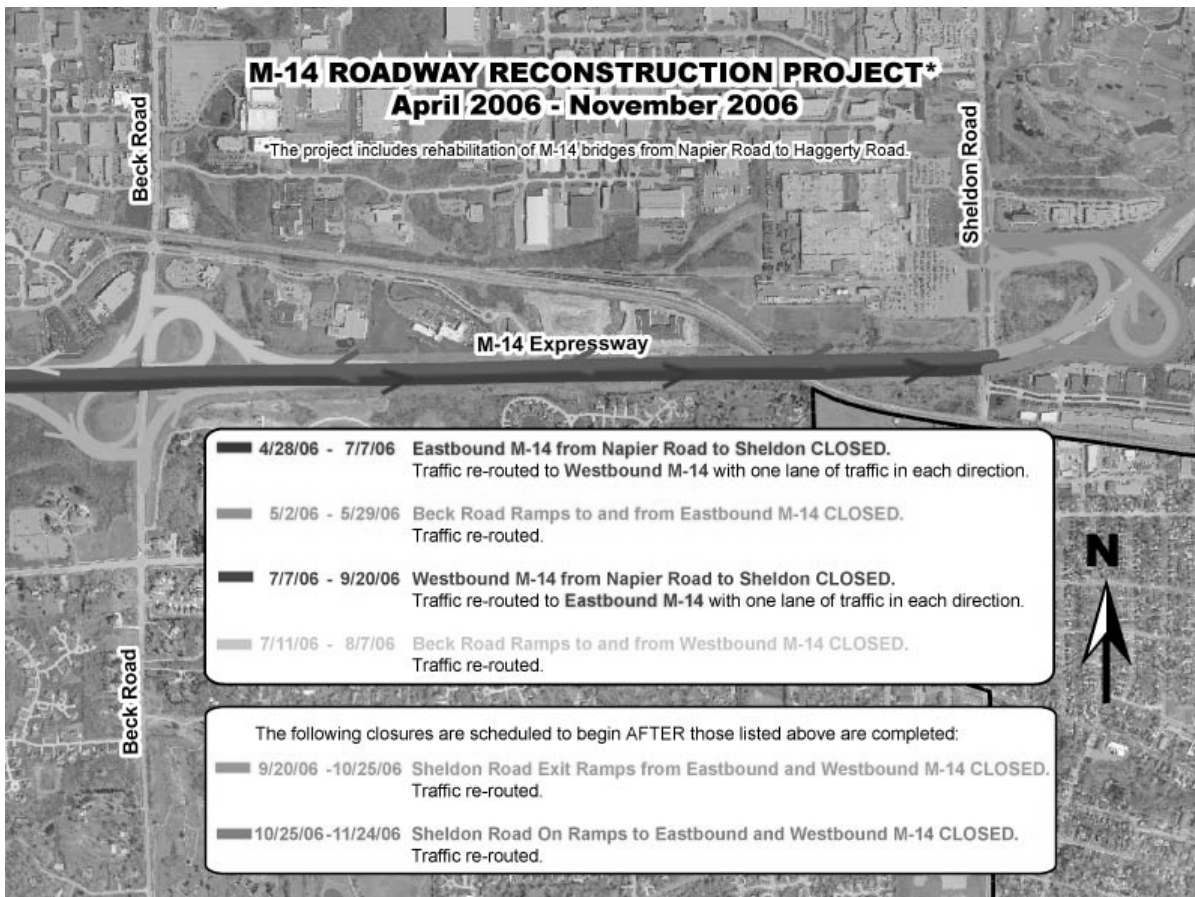 M-14 ROADWAY RECONSTRUCTION PROJECT*
April 2006 - November 2006
*The project includes rehabilitation of M-14 bridges from Napier Road to Haggerty Road.
Beck Road
Sheldon Road
M-14 Expressway
4/28/06 - 7/7/06 Eastbound M-14 from Napier Road to Sheldon CLOSED.
Traffic re-routed to Westbound M-14 with one lane of traffic in each direction.
5/2/06 - 5/29/06 Beck Road Ramps to and from Eastbound M-14 CLOSED.
Traffic re-routed.
7/7/06 - 9/20/06 Westbound M-14 from Napier Road to Sheldon CLOSED.
Traffic re-routed to Eastbound M-14 with one lane of traffic in each direction.
7/11/06 - 8/7/06 Beck Road Ramps to and from Westbound M-14 CLOSED.
Traffic re-routed.
N
Beck Road
The following closures are scheduled to begin AFTER those listed above are completed:
9/20/06 -10/25/06 Sheldon Road Exit Ramps from Eastbound and Westbound M-14 CLOSED.
Traffic re-routed.
10/25/06-11/24/06 Sheldon Road On Ramps to Eastbound and Westbound M-14 CLOSED.
Traffic re-routed.